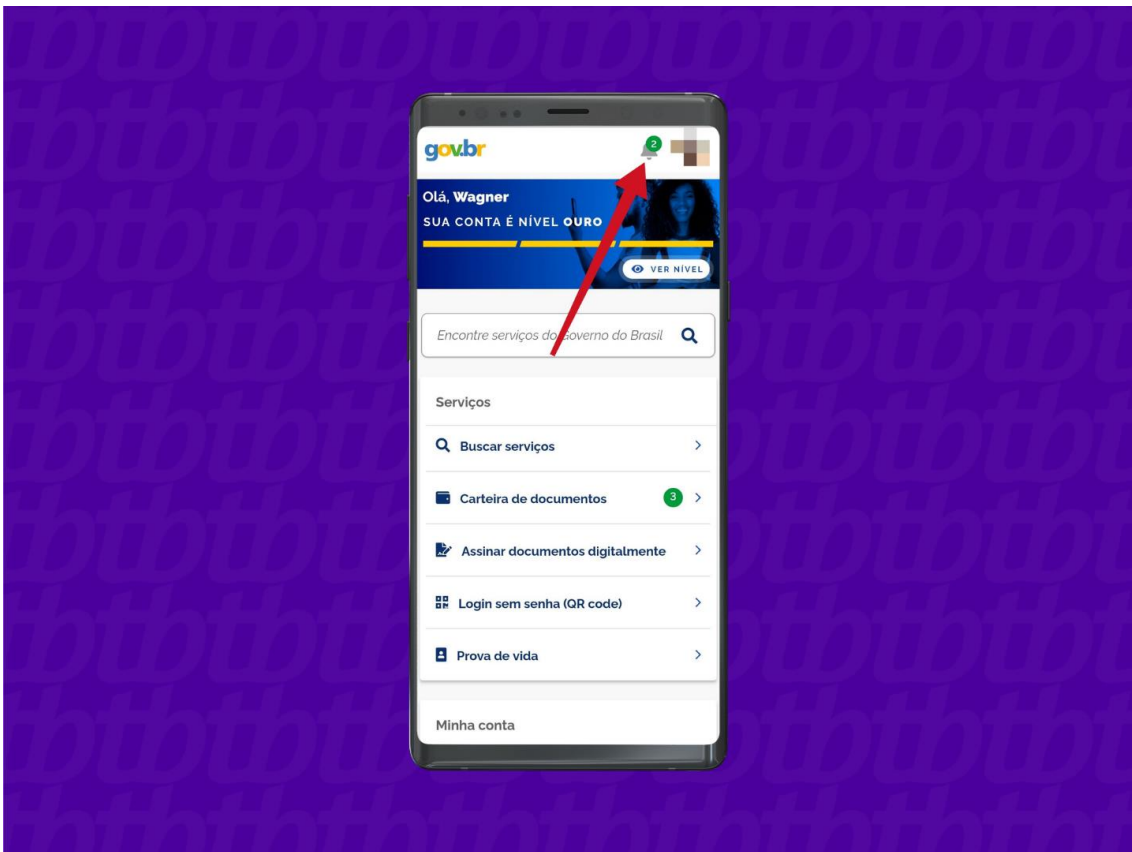 gov.br
2
Olá, Wagner
SUA CONTA É NÍVEL OURO
VER NÍVEL
Encontre serviços do Governo do Brasil
Serviços
Buscar serviços
Carteira de documentos 3
Assinar documentos digitalmente
Login sem senha (QR code)
Prova de vida
Minha conta